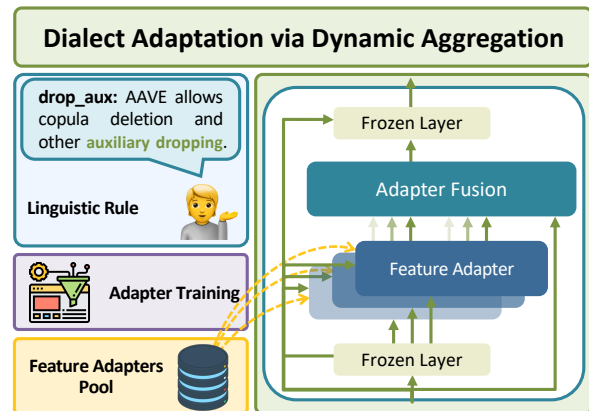 Dialect Adaptation via Dynamic Aggregation
drop_aux: AAVE allows
copula deletion and
other auxiliary dropping.
Linguistic Rule
Adapter Training
Feature Adapters
Pool
Frozen Layer
Adapter Fusion
Feature Adapter
Frozen Layer